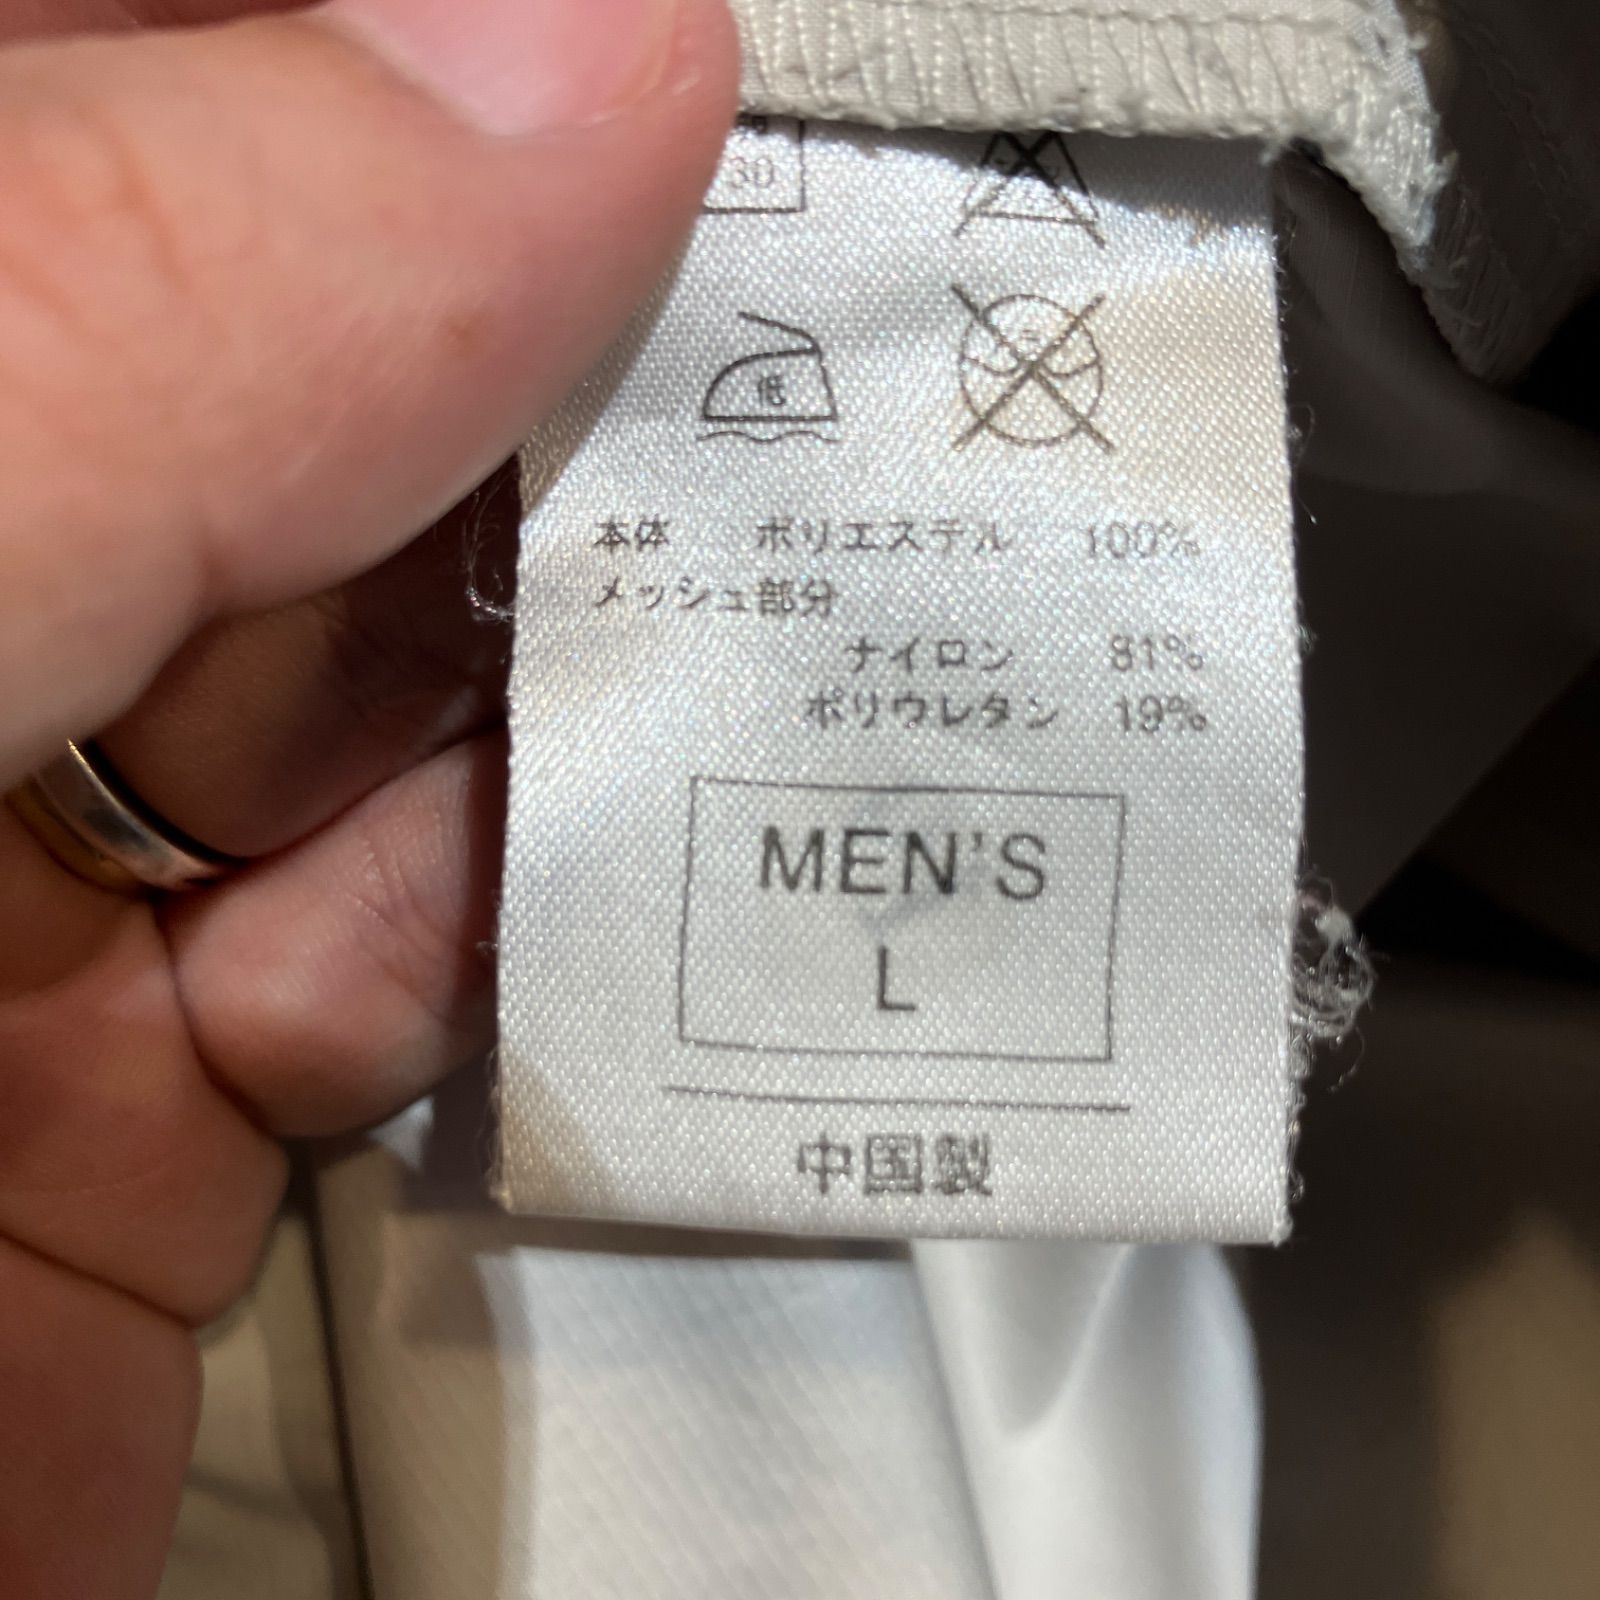 30
低
本体 ポリエステル 100%
メッシュ部分
ナイロン 81%
ポリウレタン 19%
MEN'S
L
中国製